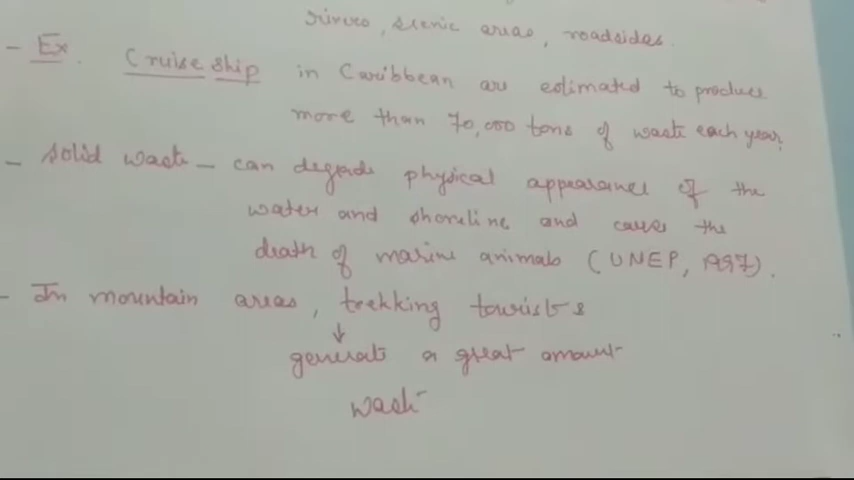 rivers, scenic areas, roadsides.
- Ex. Cruise ship in Caribbean are estimated to produce
more than 70,000 tons of waste each year,
- Solid waste - can degrade physical appearance of the
water and shoreline and cause the
death of marine animals (UNEP, 1997).
- In mountain areas, trekking tourists
↓
generate a great amount
waste